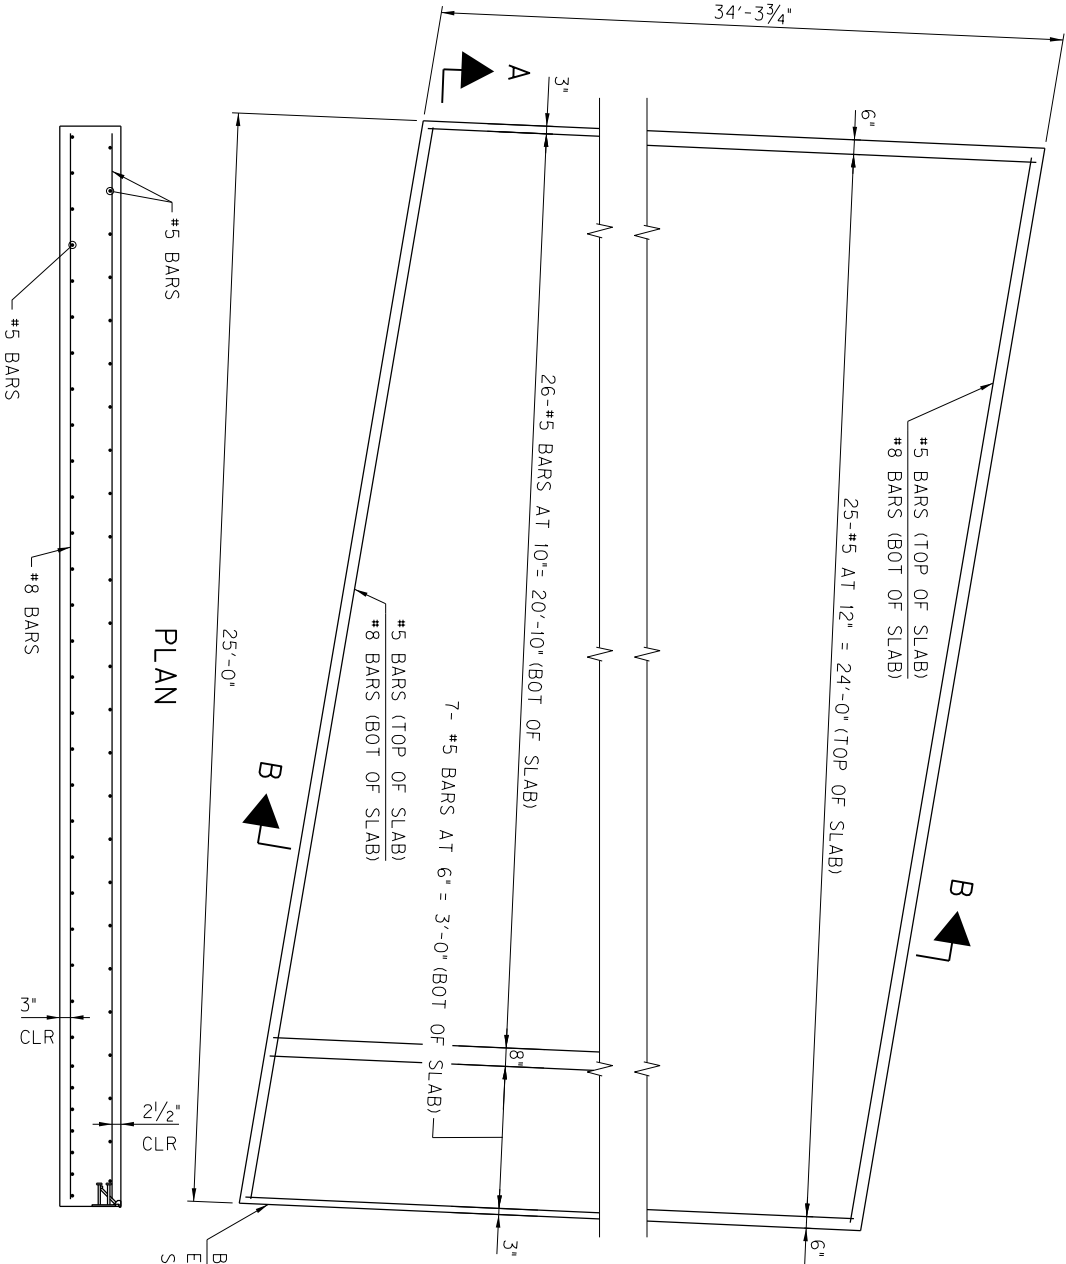 34'-3¾"
A
3"
6"
#5 BARS (TOP OF SLAB)
#8 BARS (BOT OF SLAB)
25-#5 AT 12" = 24'-0" (TOP OF SLAB)
26-#5 BARS AT 10"= 20'-10" (BOT OF SLAB)
7- #5 BARS AT 6" = 3'-0" (BOT OF SLAB)
#5 BARS (TOP OF SLAB)
#8 BARS (BOT OF SLAB)
B
B
8"
3"
6"
25'-0"
B
E
S
PLAN
#5 BARS
#5 BARS
#8 BARS
2½"
CLR
3"
CLR